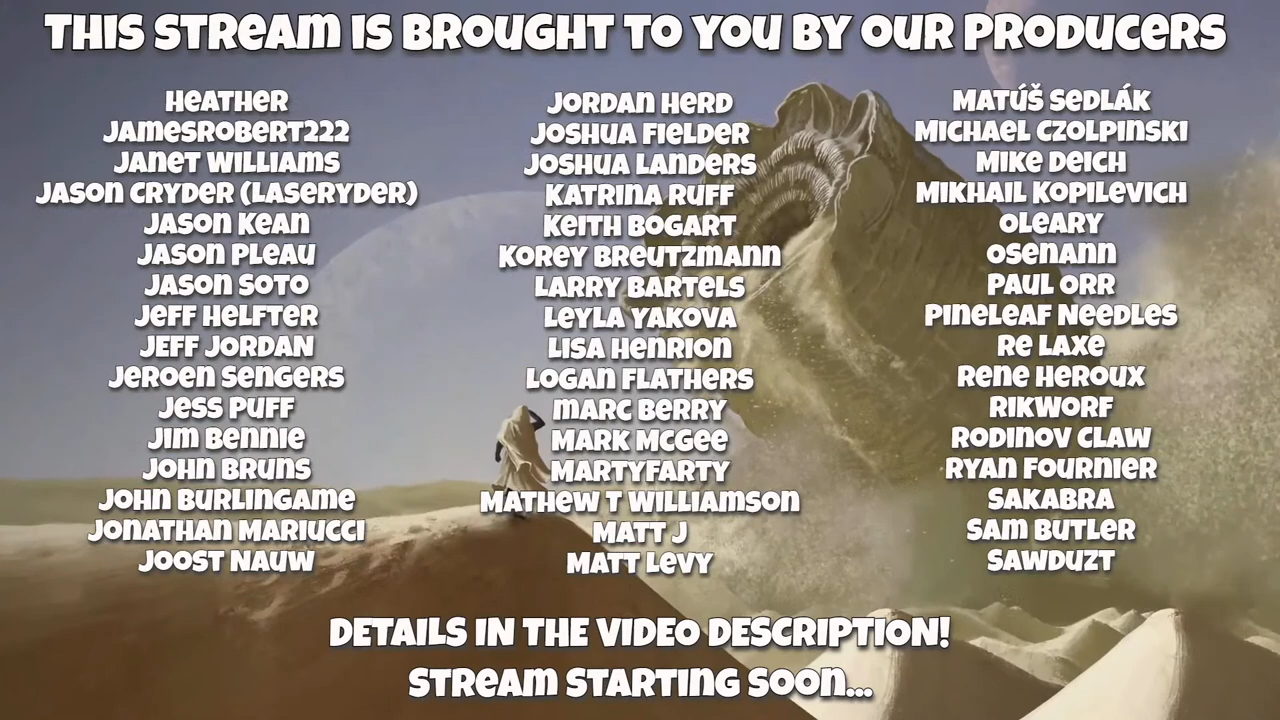 THIS STREAM IS BROUGHT TO YOU BY OUR PRODUCERS
HEATHER
JAMESROBERT222
JANET WILLIAMS
JASON CRYDER (LASERYDER)
JASON KEAN
JASON PLEAU
JASON SOTO
JEFF HELFTER
JEFF JORDAN
JEROEN SENGERS
JESS PUFF
JIM BENNIE
JOHN BRUNS
JOHN BURLINGAME
JONATHAN MARIUCCI
JOOST NAUW
JORDAN HERD
JOSHUA FIELDER
JOSHUA LANDERS
KATRINA RUFF
KEITH BOGART
KOREY BREUTZMANN
LARRY BARTELS
LEYLA YAKOVA
LISA HENRION
LOGAN FLATHERS
MARC BERRY
MARK MCGEE
MARTYFARTY
MATHEW T WILLIAMSON
MATT J
MATT LEVY
MATÚŠ SEDLÁK
MICHAEL CZOLPINSKI
MIKE DEICH
MIKHAIL KOPILEVICH
OLEARY
OSENANN
PAUL ORR
PINELEAF NEEDLES
RE LAXE
RENE HEROUX
RIKWORF
RODINOV CLAW
RYAN FOURNIER
SAKABRA
SAM BUTLER
SAWDUZT
DETAILS IN THE VIDEO DESCRIPTION!
STREAM STARTING SOON...